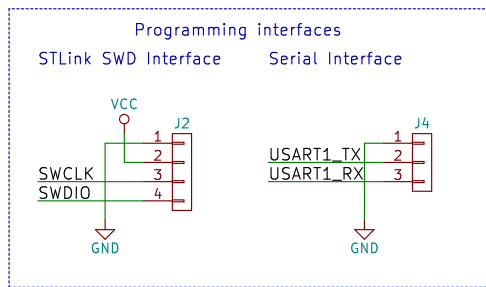 Programming interfaces
STLink SWD Interface
Serial Interface
VCC
J2
1
2
SWCLK 3
SWDIO 4
GND
J4
1
USART1_TX 2
USART1_RX 3
GND